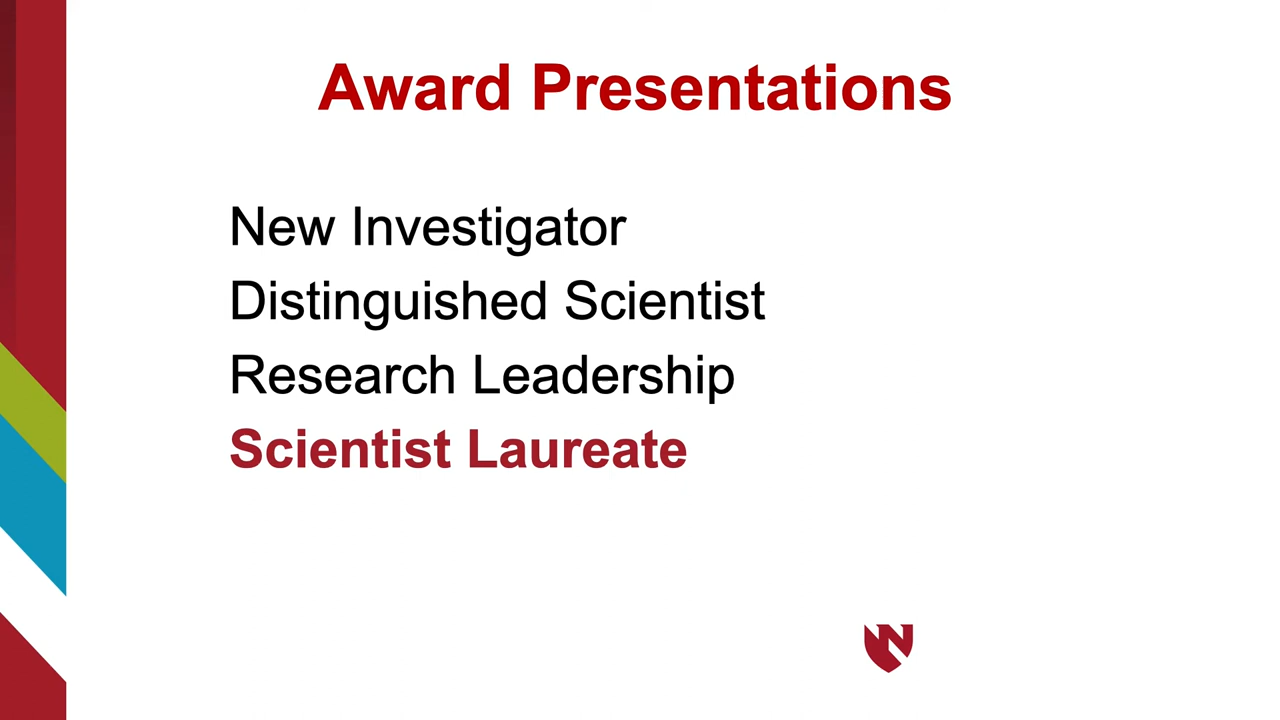 Award Presentations
New Investigator
Distinguished Scientist
Research Leadership
Scientist Laureate